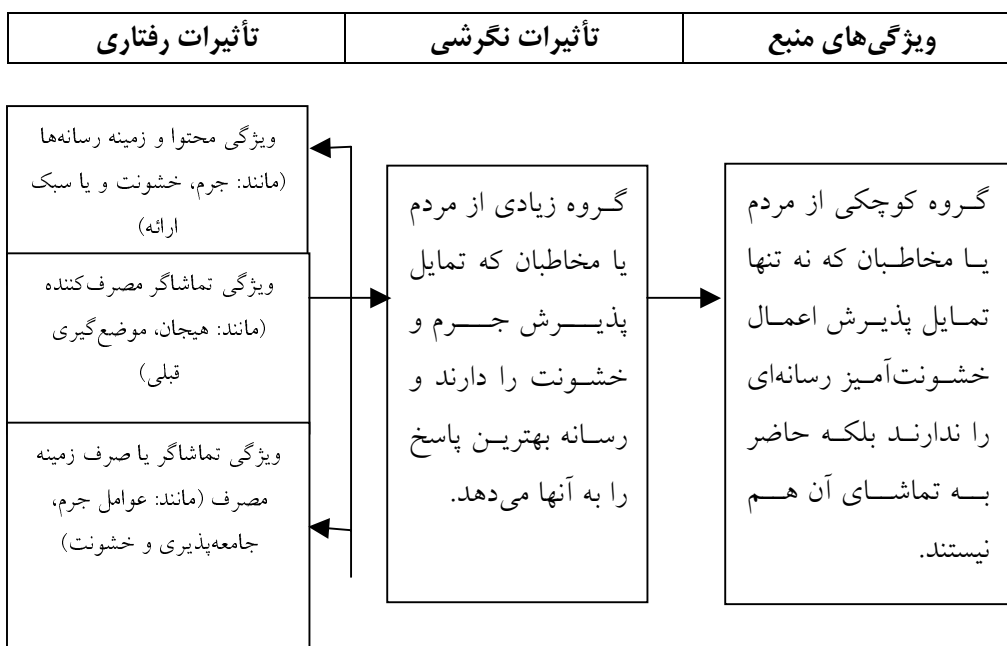 ویژگی‌های منبع	تأثیرات نگرشی	تأثیرات رفتاری
گروه کوچکی از مردم
یا مخاطبان که نه تنها
تمایل پذیرش اعمال
خشونت‌آمیز رسانه‌ای
را ندارند بلکه حاضر
به تماشای آن هم
نیستند.
گروه زیادی از مردم
یا مخاطبان که تمایل
پذیرش جرم و
خشونت را دارند و
رسانه بهترین پاسخ
را به آنها می‌دهد.
ویژگی محتوا و زمینه رسانه‌ها
(مانند: جرم، خشونت و یا سبک
ارائه)
ویژگی تماشاگر مصرف‌کننده
(مانند: هیجان، موضع‌گیری
قبلی)
ویژگی تماشاگر یا صرف زمینه
مصرف (مانند: عوامل جرم،
جامعه‌پذیری و خشونت)